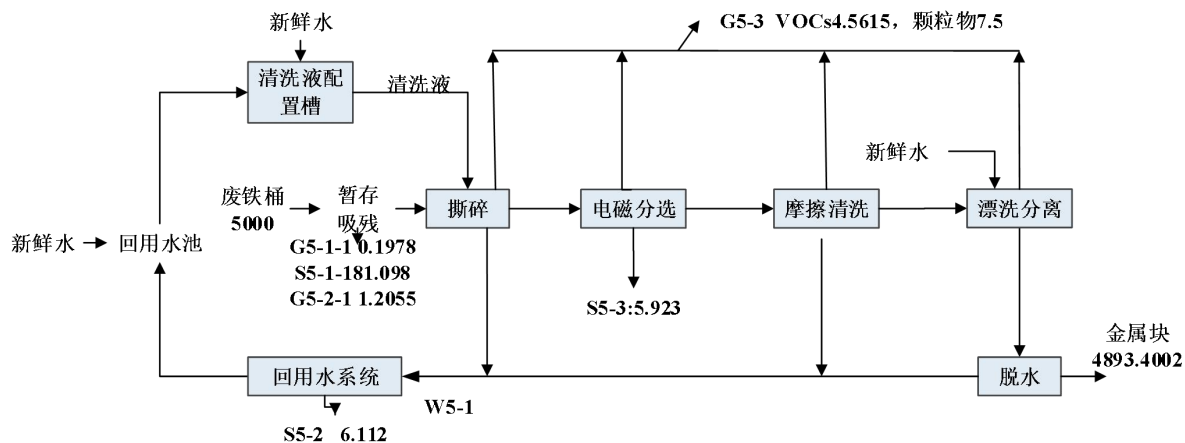 新鲜水
G5-3 VOCs4.5615，颗粒物7.5
清洗液配
置槽
清洗液
新鲜水
废铁桶
5000
暂存
吸残
撕碎
电磁分选
摩擦清洗
漂洗分离
新鲜水
回用水池
G5-1-1 0.1978
S5-1-181.098
G5-2-1 1.2055
S5-3:5.923
金属块
4893.4002
回用水系统
脱水
W5-1
S5-2 6.112